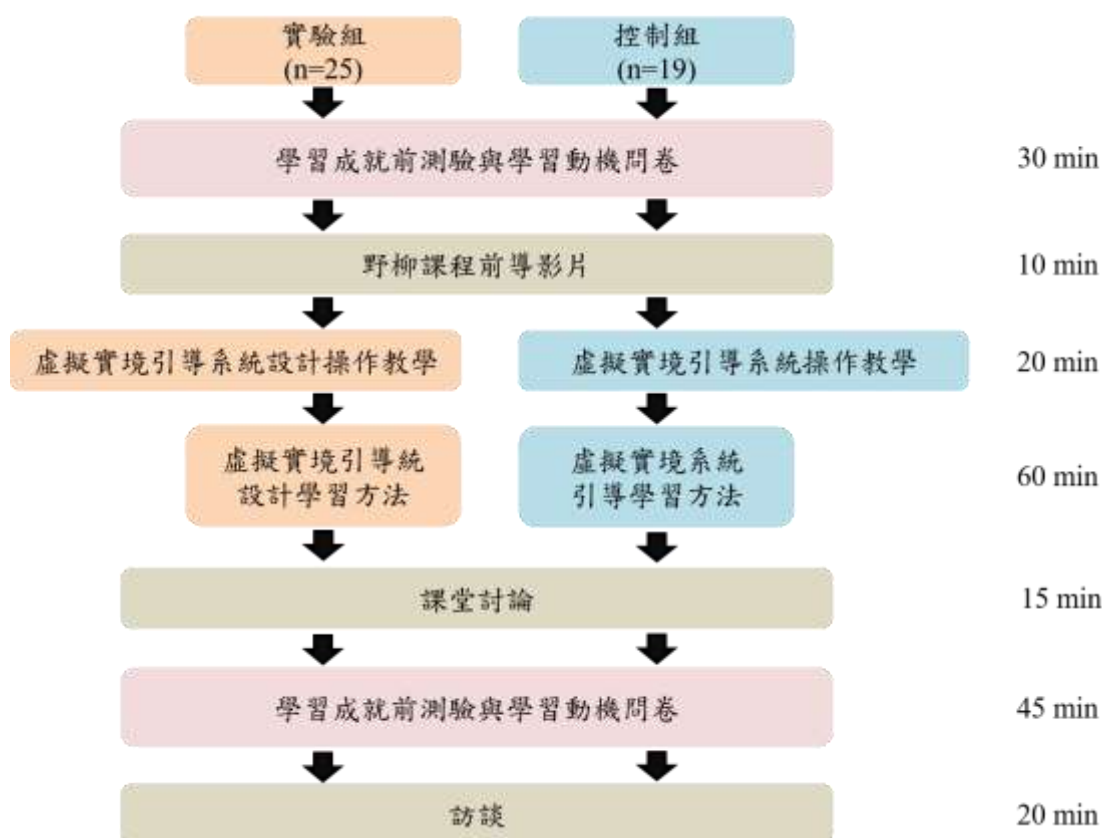 實驗組
(n=25)
控制組
(n=19)
學習成就前測驗與學習動機問卷
30 min
野柳課程前導影片
10 min
虛擬實境引導系統設計操作教學
虛擬實境引導系統操作教學
20 min
虛擬實境引導統
設計學習方法
虛擬實境系統
引導學習方法
60 min
課堂討論
15 min
學習成就前測驗與學習動機問卷
45 min
訪談
20 min